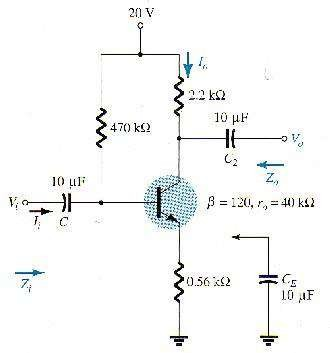 20 V
I_o
2.2 kΩ
470 kΩ
10 μF
V_o
C_2
Z_o
10 μF
V_i
I_i
C
β = 120, r_o = 40 kΩ
Z_i
0.56 kΩ
C_E
10 μF